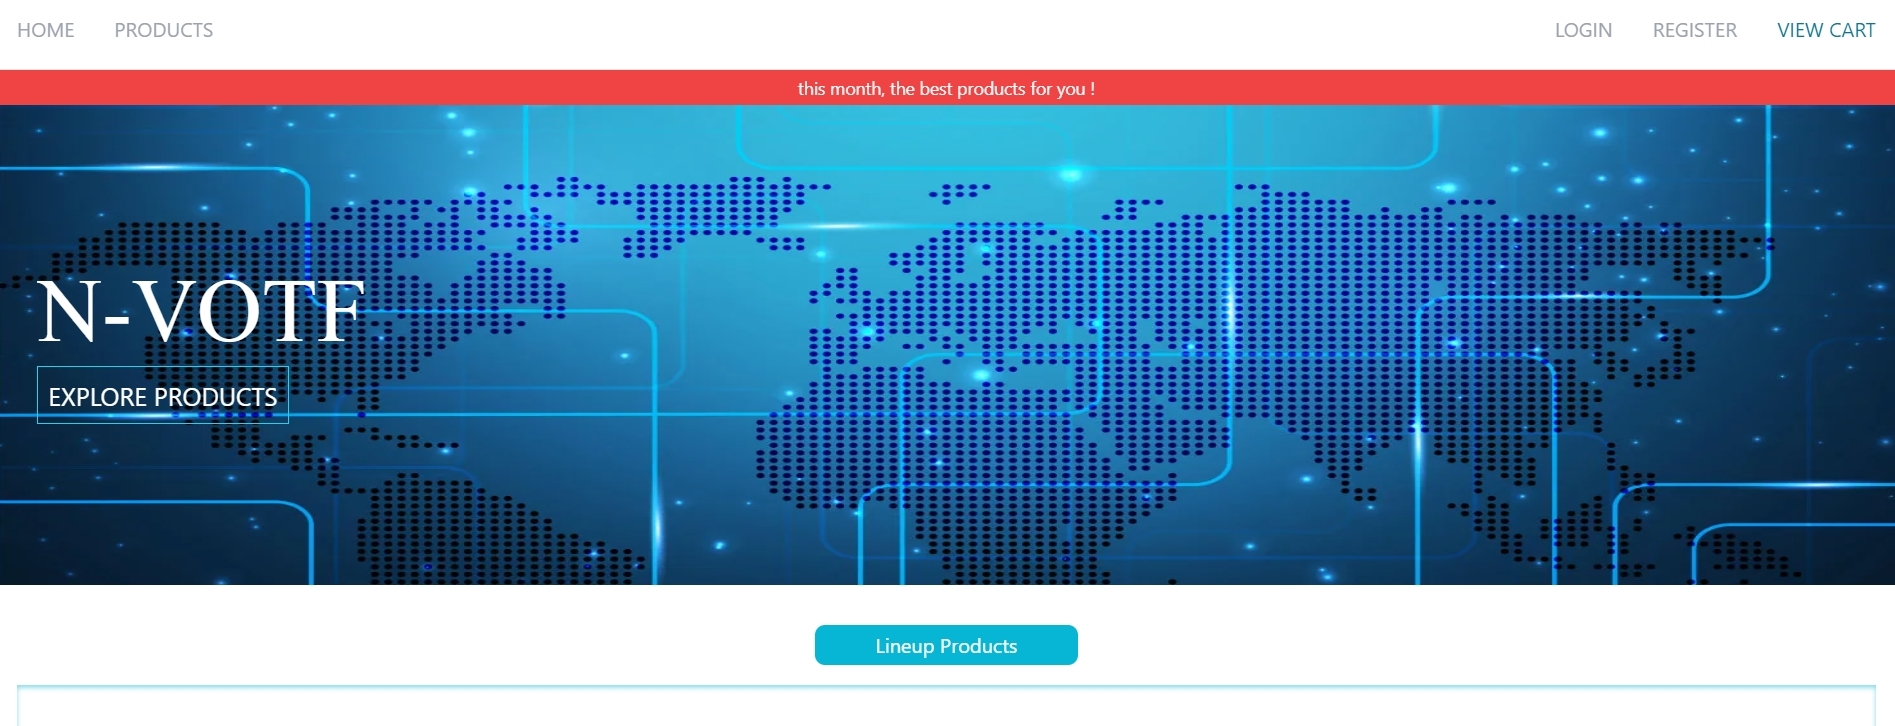 HOME PRODUCTS LOGIN REGISTER VIEW CART
this month, the best products for you !
N-VOTF
EXPLORE PRODUCTS
Lineup Products